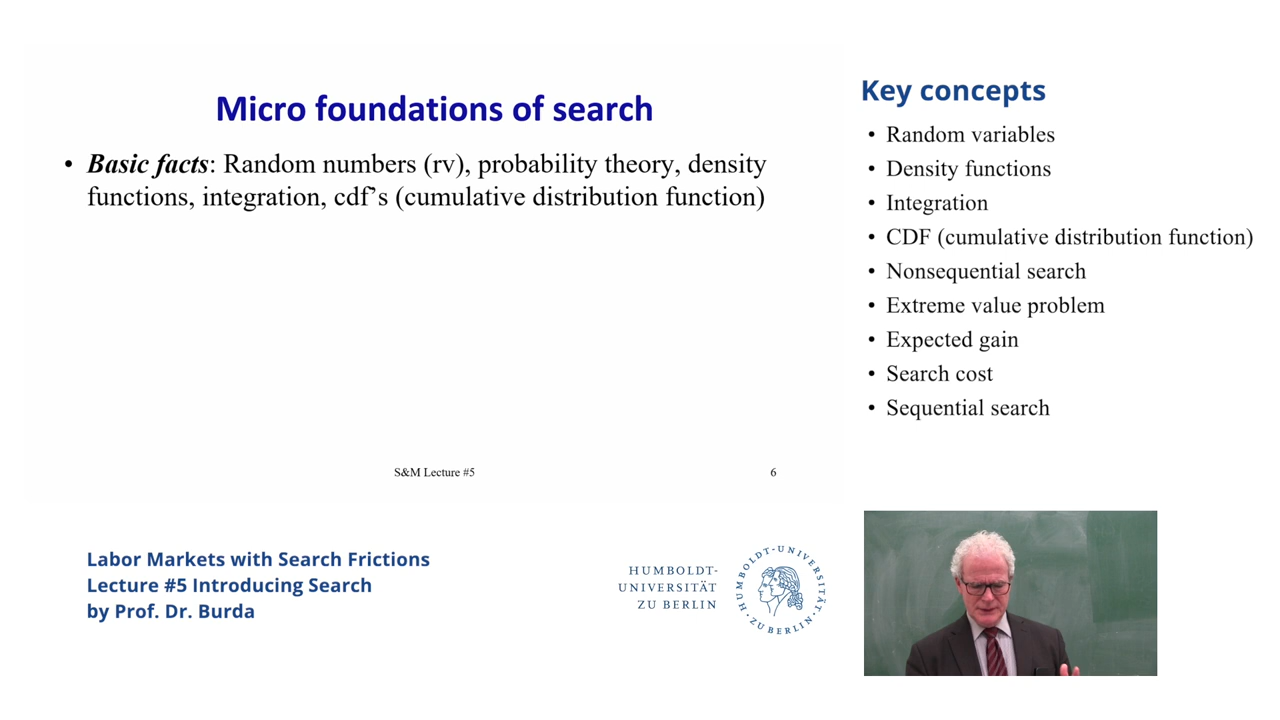 Micro foundations of search
• Basic facts: Random numbers (rv), probability theory, density
functions, integration, cdf’s (cumulative distribution function)
S&M Lecture #5
6
Key concepts
• Random variables
• Density functions
• Integration
• CDF (cumulative distribution function)
• Nonsequential search
• Extreme value problem
• Expected gain
• Search cost
• Sequential search
Labor Markets with Search Frictions
Lecture #5 Introducing Search
by Prof. Dr. Burda
HUMBOLDT-
UNIVERSITÄT
ZU BERLIN
HUMBOLDT-UNIVERSITÄT
· ZU BERLIN ·